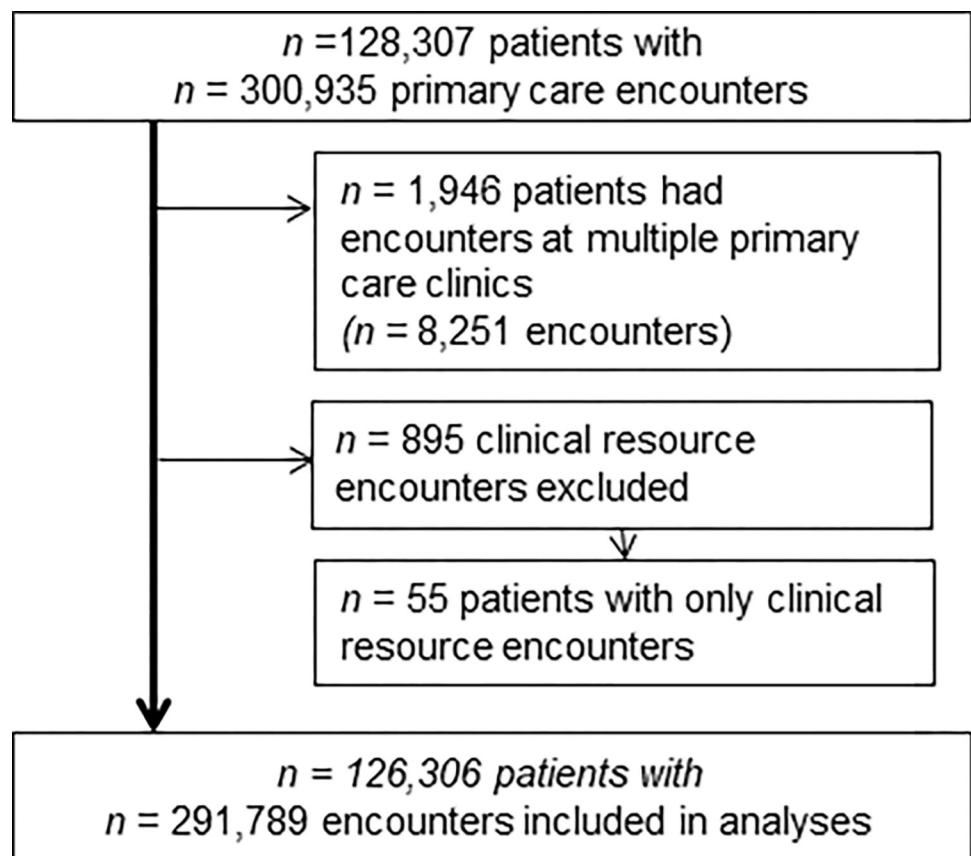 n =128,307 patients with
n = 300,935 primary care encounters
n = 1,946 patients had
encounters at multiple primary
care clinics
(n = 8,251 encounters)
n = 895 clinical resource
encounters excluded
n = 55 patients with only clinical
resource encounters
n = 126,306 patients with
n = 291,789 encounters included in analyses